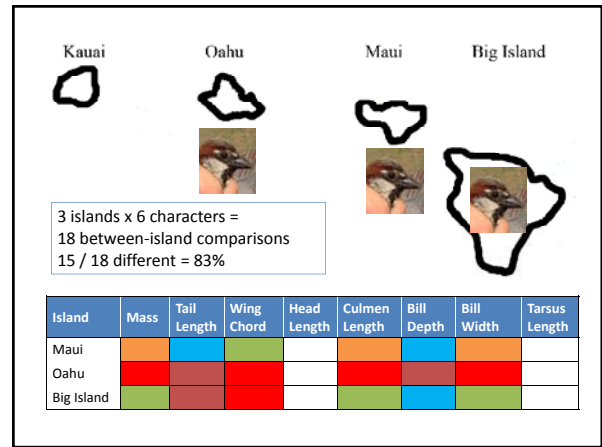 Kauai Oahu Maui Big Island
3 islands x 6 characters =
18 between-island comparisons
15 / 18 different = 83%
Island Mass Tail Length Wing Chord Head Length Culmen Length Bill Depth Bill Width Tarsus Length
Maui
Oahu
Big Island